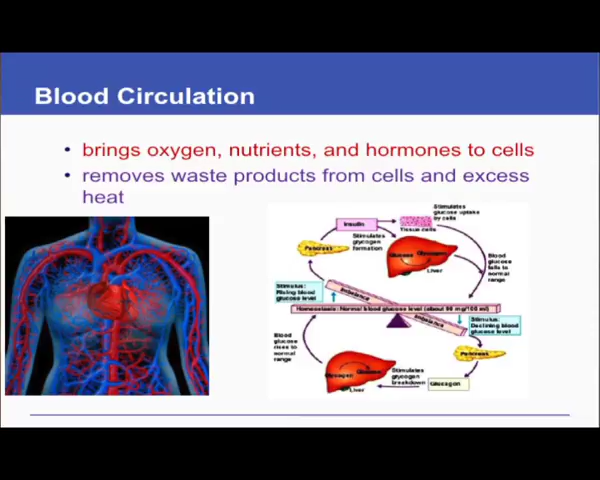 Blood Circulation
• brings oxygen, nutrients, and hormones to cells
• removes waste products from cells and excess
heat
Stimulates
glucose uptake
by cells
Insulin
Tissue cells
Stimulates
glycogen
formation
Pancreas
Glucose
Glycogen
Liver
Blood
glucose
falls to
normal
range
Stimulus:
Rising blood
glucose level
Imbalance
Homeostasis: Normal blood glucose level (about 90 mg/100 ml)
Imbalance
Stimulus:
Declining blood
glucose level
Blood
glucose
rises to
normal
range
Pancreas
Glycogen
Glucose
Liver
Stimulates
glycogen
breakdown
Glucagon